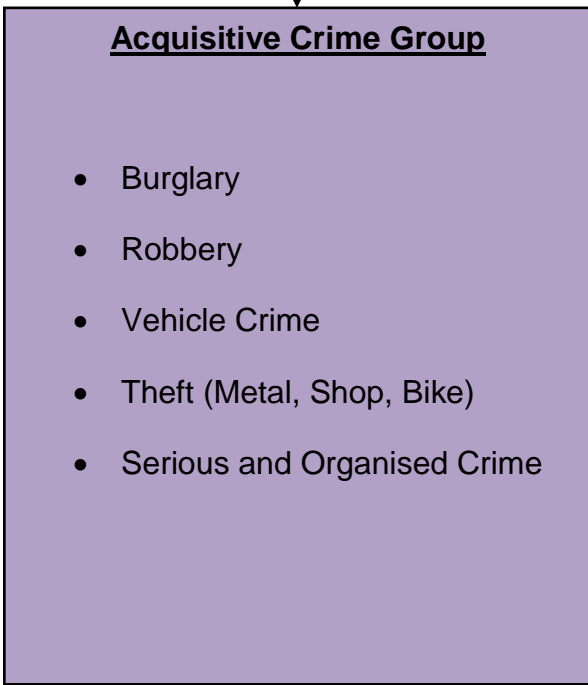 Acquisitive Crime Group
• Burglary
• Robbery
• Vehicle Crime
• Theft (Metal, Shop, Bike)
• Serious and Organised Crime